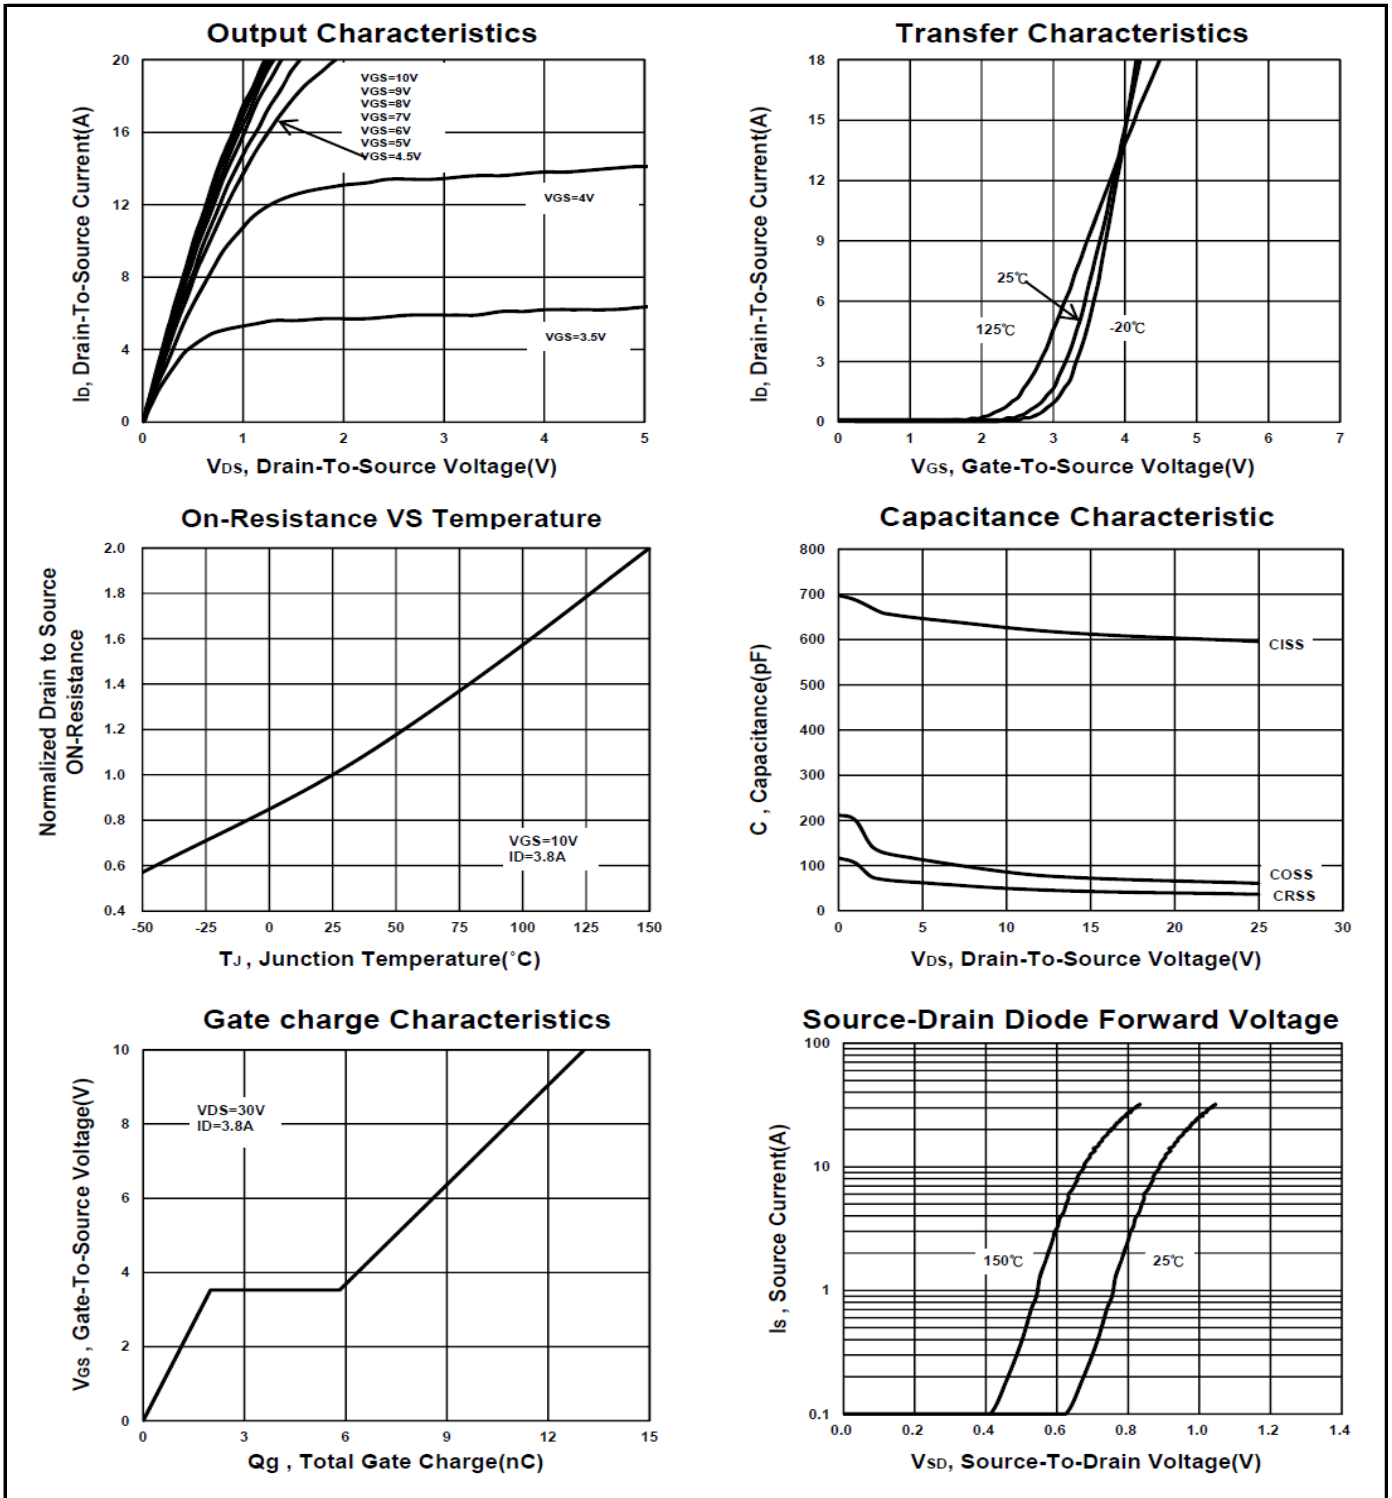 Output Characteristics
ID, Drain-To-Source Current(A)
20
16
12
8
4
0
VGS=10V
VGS=9V
VGS=8V
VGS=7V
VGS=6V
VGS=5V
VGS=4.5V
VGS=4V
VGS=3.5V
0 1 2 3 4 5
VDS, Drain-To-Source Voltage(V)
Transfer Characteristics
ID, Drain-To-Source Current(A)
18
15
12
9
6
3
0
25℃
125℃
-20℃
0 1 2 3 4 5 6 7
VGS, Gate-To-Source Voltage(V)
On-Resistance VS Temperature
Normalized Drain to Source
ON-Resistance
2.0
1.8
1.6
1.4
1.2
1.0
0.8
0.6
0.4
VGS=10V
ID=3.8A
-50 -25 0 25 50 75 100 125 150
TJ , Junction Temperature(°C)
Capacitance Characteristic
C , Capacitance(pF)
800
700
600
500
400
300
200
100
0
CISS
COSS
CRSS
0 5 10 15 20 25 30
VDS, Drain-To-Source Voltage(V)
Gate charge Characteristics
VGS , Gate-To-Source Voltage(V)
10
8
6
4
2
0
VDS=30V
ID=3.8A
0 3 6 9 12 15
Qg , Total Gate Charge(nC)
Source-Drain Diode Forward Voltage
IS , Source Current(A)
100
10
1
0.1
150℃
25℃
0.0 0.2 0.4 0.6 0.8 1.0 1.2 1.4
VSD, Source-To-Drain Voltage(V)